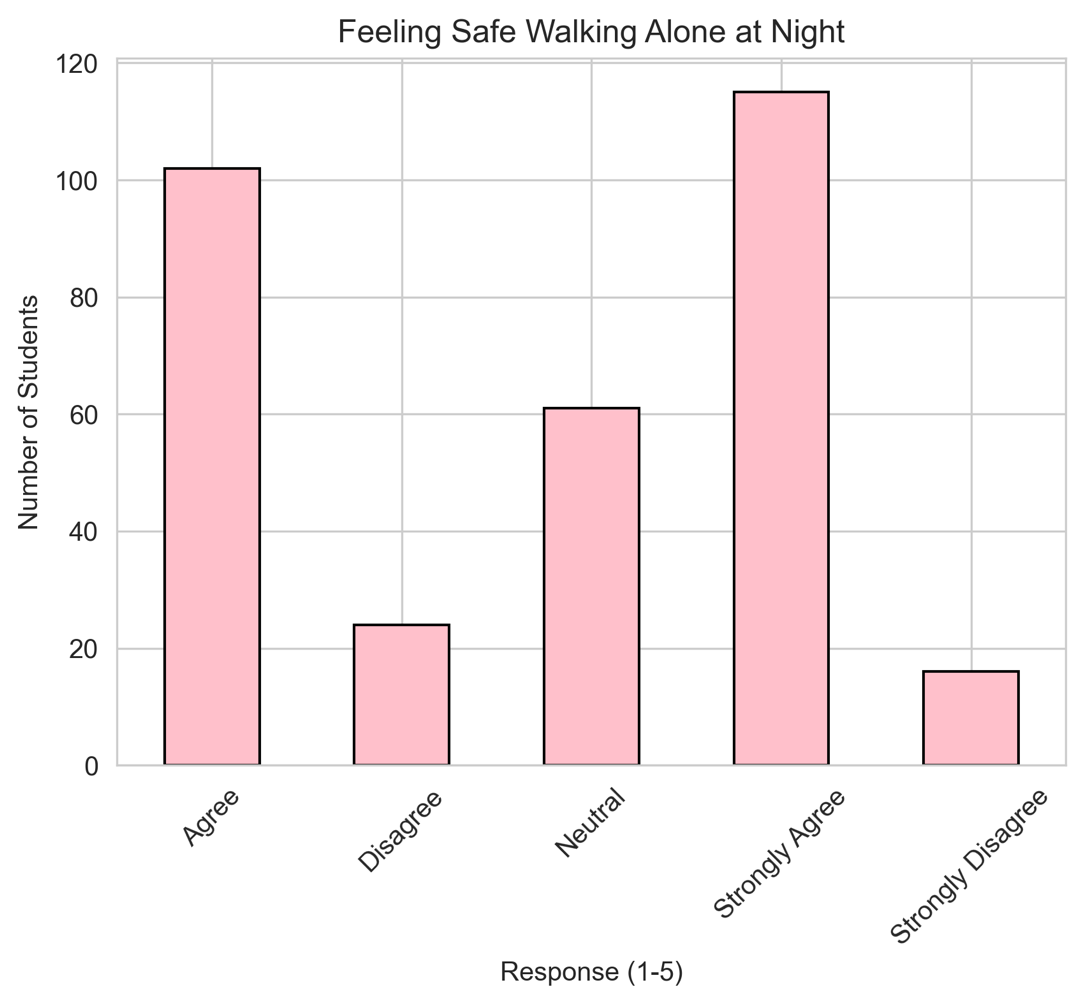 Feeling Safe Walking Alone at Night
120
100
80
60
40
20
0
Number of Students
Agree
Disagree
Neutral
Strongly Agree
Strongly Disagree
Response (1-5)